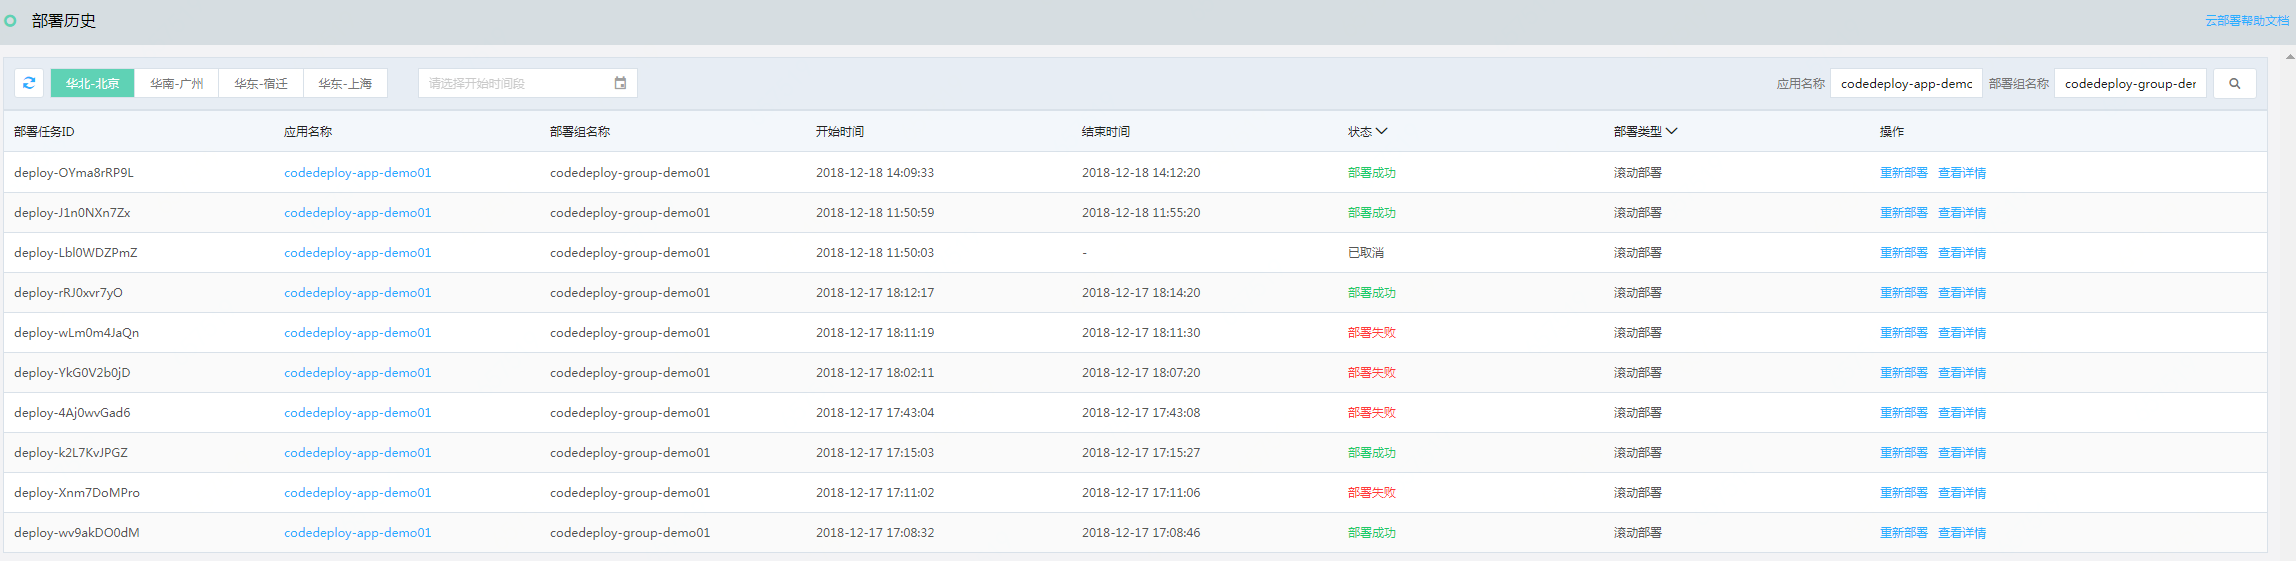 部署历史
云部署帮助文档
华北-北京 华南-广州 华东-宿迁 华东-上海 请选择开始时间段 应用名称 codedeploy-app-demo 部署组名称 codedeploy-group-der
部署任务ID 应用名称 部署组名称 开始时间 结束时间 状态 部署类型 操作
deploy-OYma8rRP9L codedeploy-app-demo01 codedeploy-group-demo01 2018-12-18 14:09:33 2018-12-18 14:12:20 部署成功 滚动部署 重新部署 查看详情
deploy-J1n0NXn7Zx codedeploy-app-demo01 codedeploy-group-demo01 2018-12-18 11:50:59 2018-12-18 11:55:20 部署成功 滚动部署 重新部署 查看详情
deploy-Lbl0WDZPmZ codedeploy-app-demo01 codedeploy-group-demo01 2018-12-18 11:50:03 - 已取消 滚动部署 重新部署 查看详情
deploy-rRJ0xvr7yO codedeploy-app-demo01 codedeploy-group-demo01 2018-12-17 18:12:17 2018-12-17 18:14:20 部署成功 滚动部署 重新部署 查看详情
deploy-wLm0m4JaQn codedeploy-app-demo01 codedeploy-group-demo01 2018-12-17 18:11:19 2018-12-17 18:11:30 部署失败 滚动部署 重新部署 查看详情
deploy-YkG0V2b0jD codedeploy-app-demo01 codedeploy-group-demo01 2018-12-17 18:02:11 2018-12-17 18:07:20 部署失败 滚动部署 重新部署 查看详情
deploy-4Aj0wvGad6 codedeploy-app-demo01 codedeploy-group-demo01 2018-12-17 17:43:04 2018-12-17 17:43:08 部署失败 滚动部署 重新部署 查看详情
deploy-k2L7KvJPGZ codedeploy-app-demo01 codedeploy-group-demo01 2018-12-17 17:15:03 2018-12-17 17:15:27 部署成功 滚动部署 重新部署 查看详情
deploy-Xnm7DoMPro codedeploy-app-demo01 codedeploy-group-demo01 2018-12-17 17:11:02 2018-12-17 17:11:06 部署失败 滚动部署 重新部署 查看详情
deploy-wv9akDO0dM codedeploy-app-demo01 codedeploy-group-demo01 2018-12-17 17:08:32 2018-12-17 17:08:46 部署成功 滚动部署 重新部署 查看详情